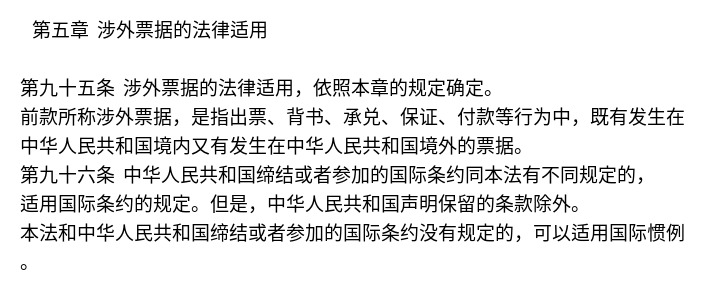 第五章 涉外票据的法律适用
第九十五条 涉外票据的法律适用，依照本章的规定确定。
前款所称涉外票据，是指出票、背书、承兑、保证、付款等行为中，既有发生在
中华人民共和国境内又有发生在中华人民共和国境外的票据。
第九十六条 中华人民共和国缔结或者参加的国际条约同本法有不同规定的，
适用国际条约的规定。但是，中华人民共和国声明保留的条款除外。
本法和中华人民共和国缔结或者参加的国际条约没有规定的，可以适用国际惯例
。